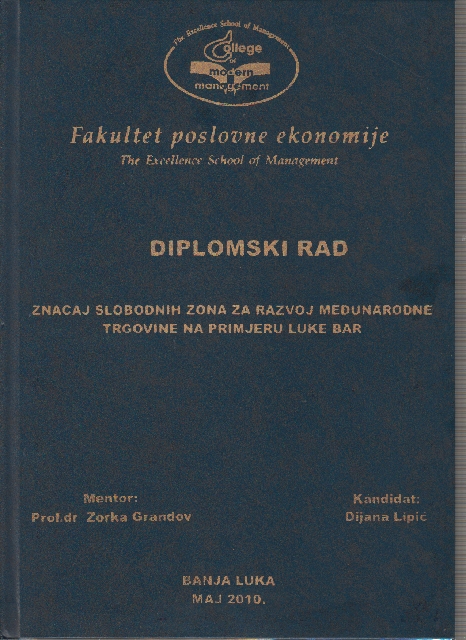 The Excellence School of Management
College
of
modern
management
Fakultet poslovne ekonomije
The Excellence School of Management
DIPLOMSKI RAD
ZNACAJ SLOBODNIH ZONA ZA RAZVOJ MEĐUNARODNE
TRGOVINE NA PRIMJERU LUKE BAR
Mentor:
Prof.dr Zorka Grandov
Kandidat:
Dijana Lipić
BANJA LUKA
MAJ 2010.